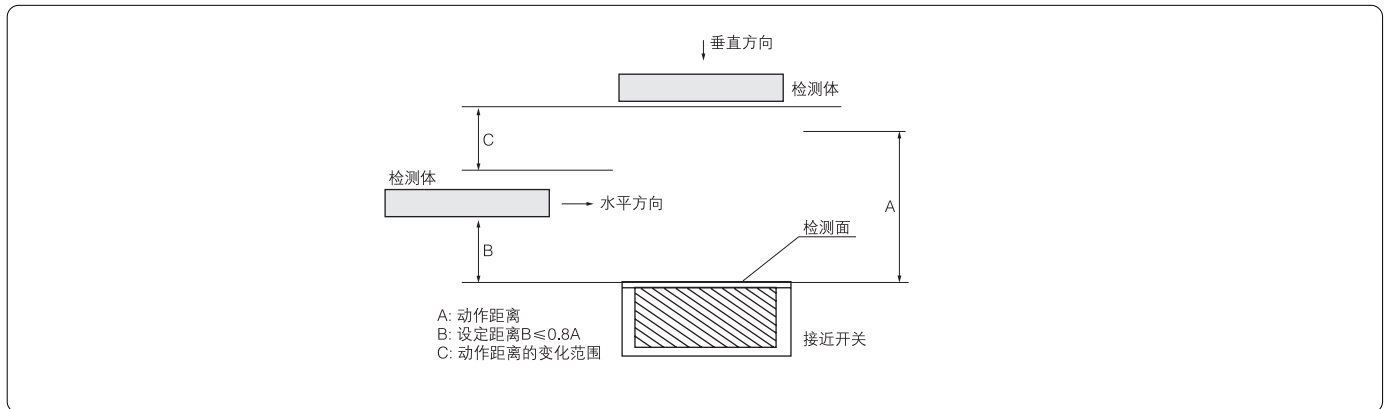 垂直方向
检测体
C
检测体
水平方向
A
检测面
B
A: 动作距离
B: 设定距离B≤0.8A
C: 动作距离的变化范围
接近开关